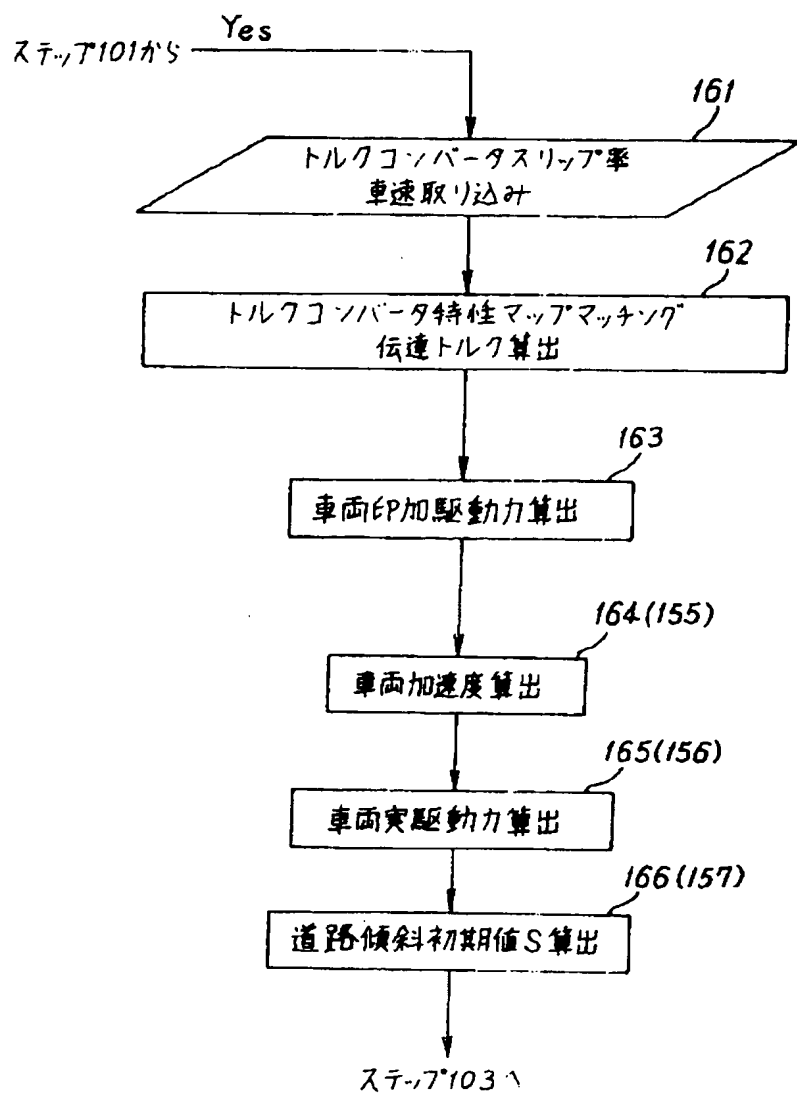 Yes
ステップ101から
161
トルクコンバータスリップ率
車速取り込み
162
トルクコンバータ特性マップマッチング
伝達トルク算出
163
車両印加駆動力算出
164(155)
車両加速度算出
165(156)
車両実駆動力算出
166(157)
道路傾斜初期値S算出
ステップ103へ